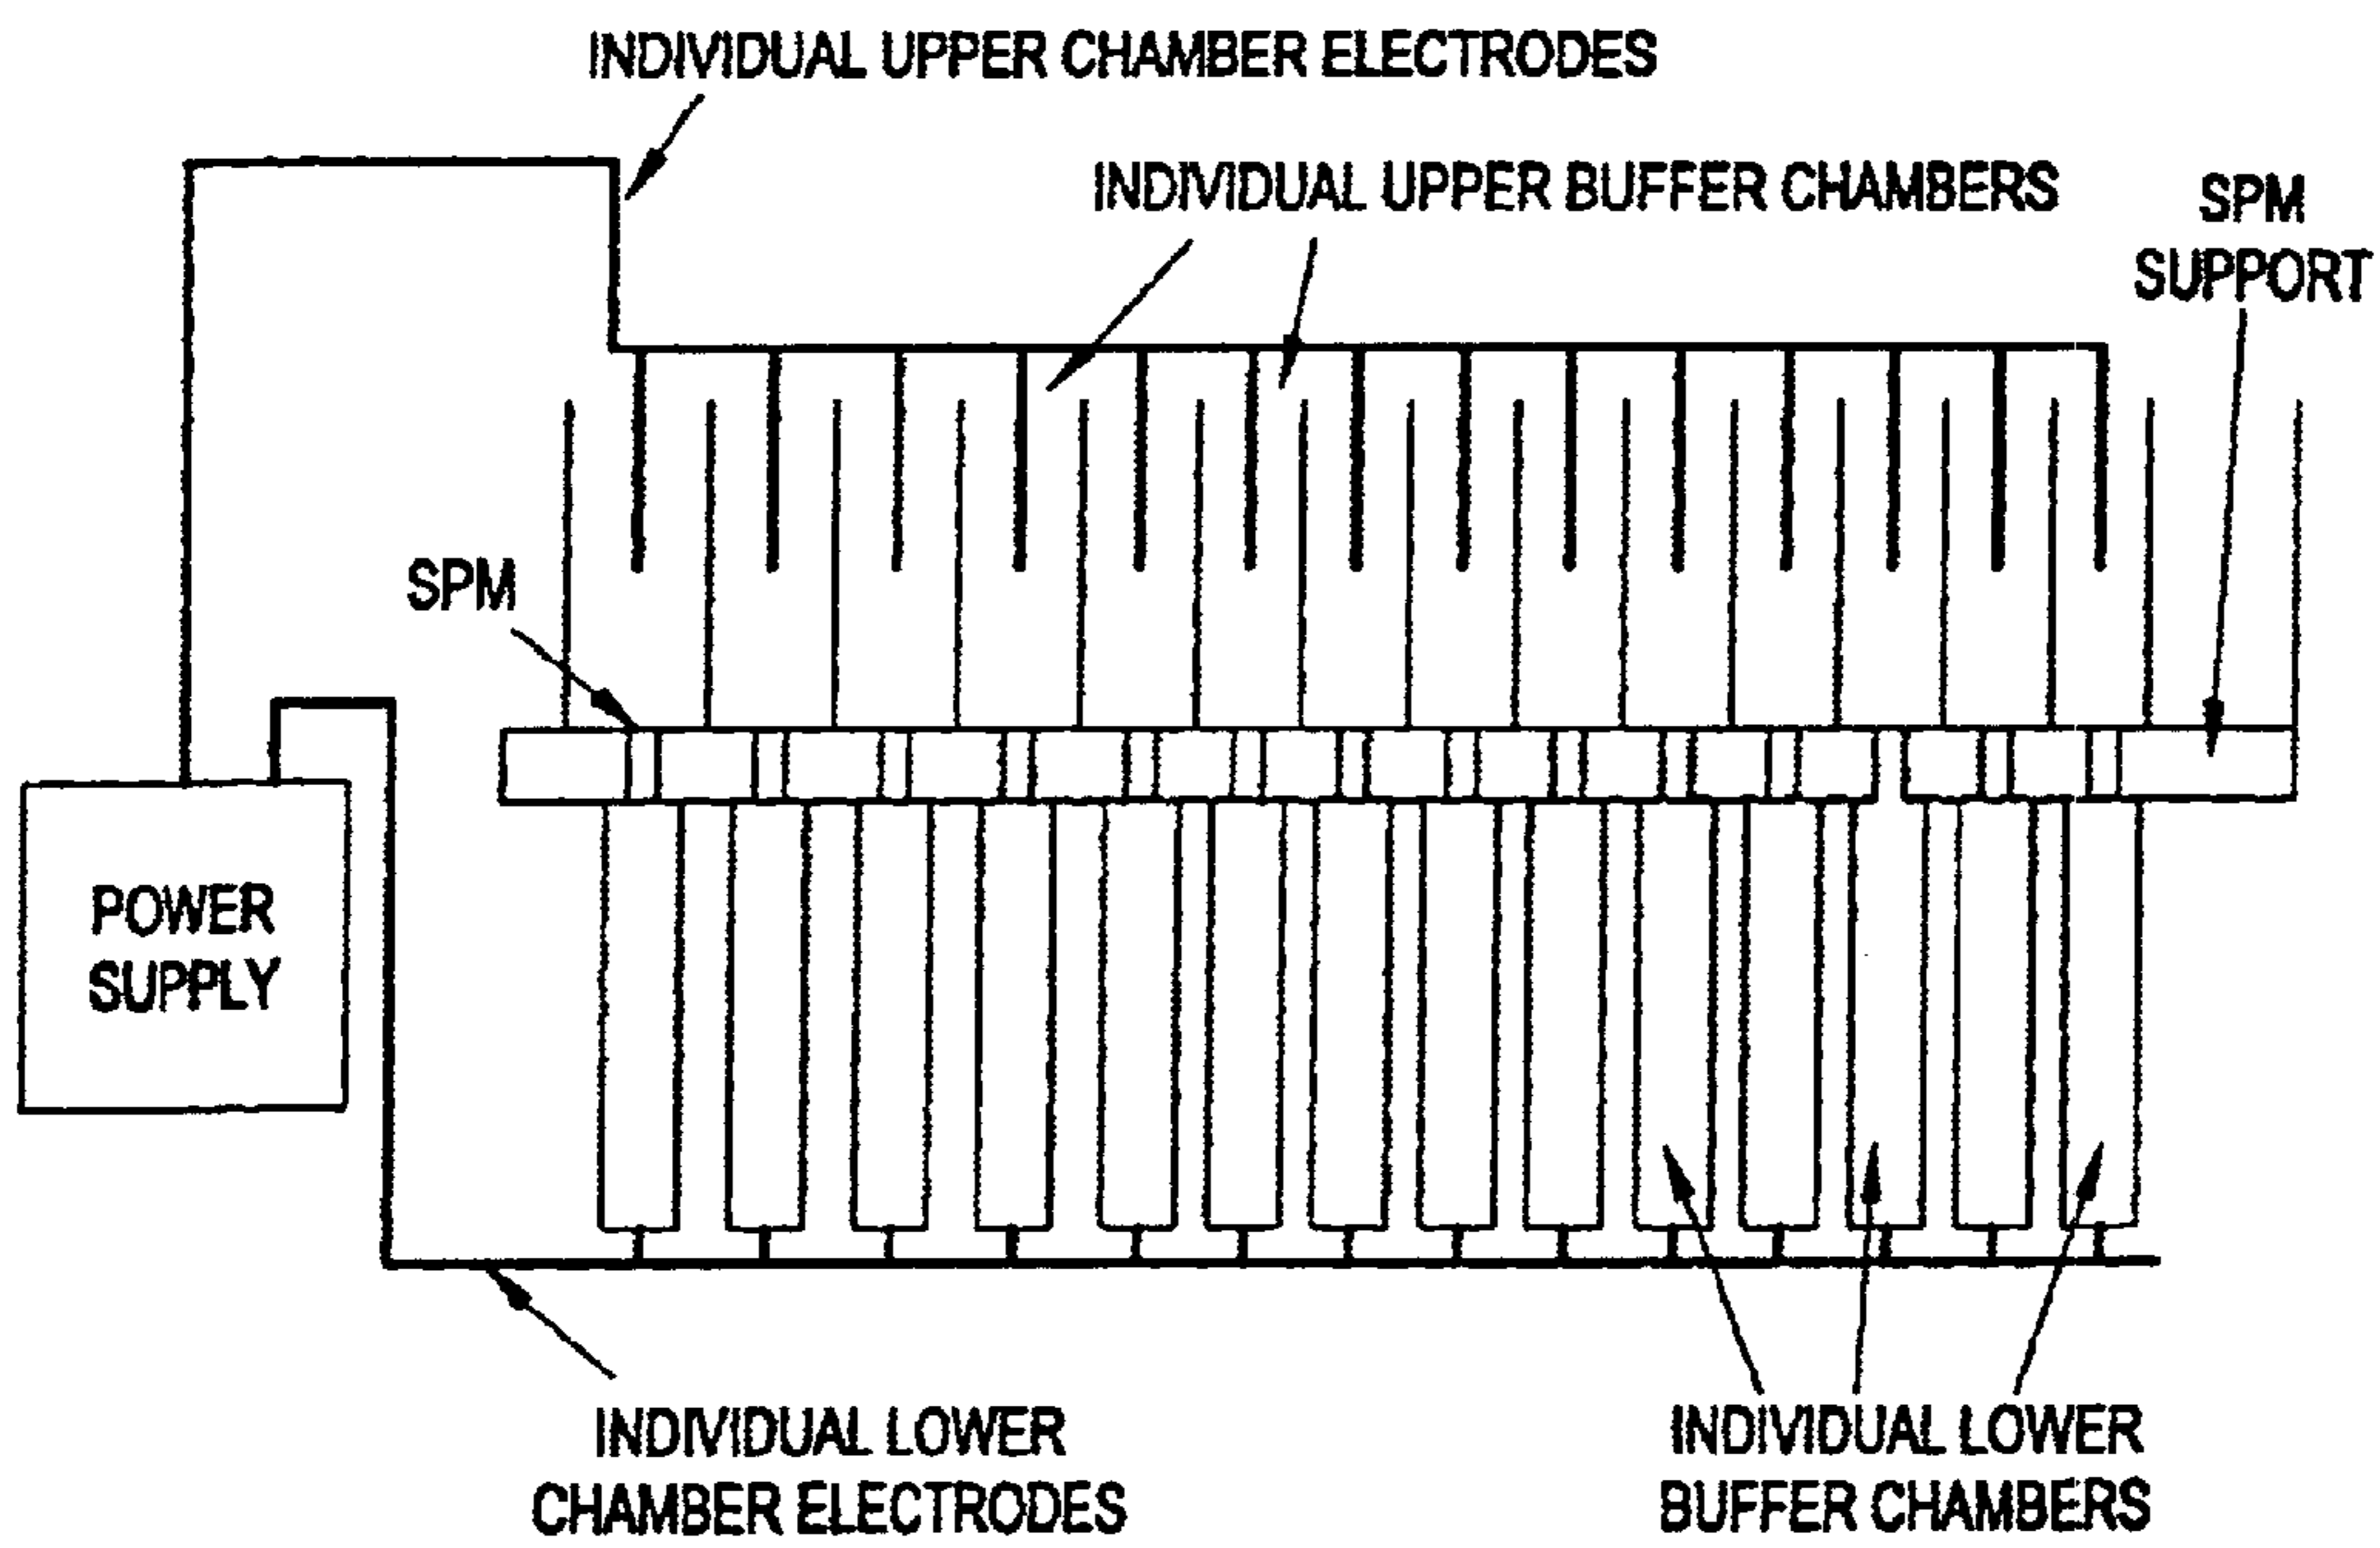 INDIVIDUAL UPPER CHAMBER ELECTRODES
INDIVIDUAL UPPER BUFFER CHAMBERS
SPM
SUPPORT
SPM
POWER
SUPPLY
INDIVIDUAL LOWER
CHAMBER ELECTRODES
INDIVIDUAL LOWER
BUFFER CHAMBERS